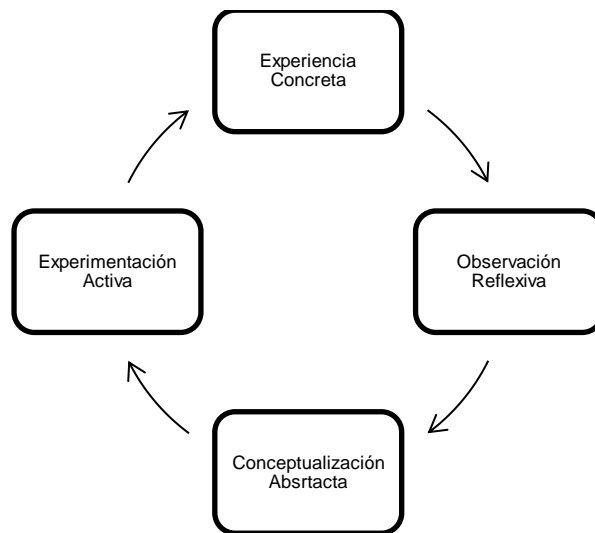 Experiencia
Concreta
Observación
Reflexiva
Conceptualización
Absrtacta
Experimentación
Activa